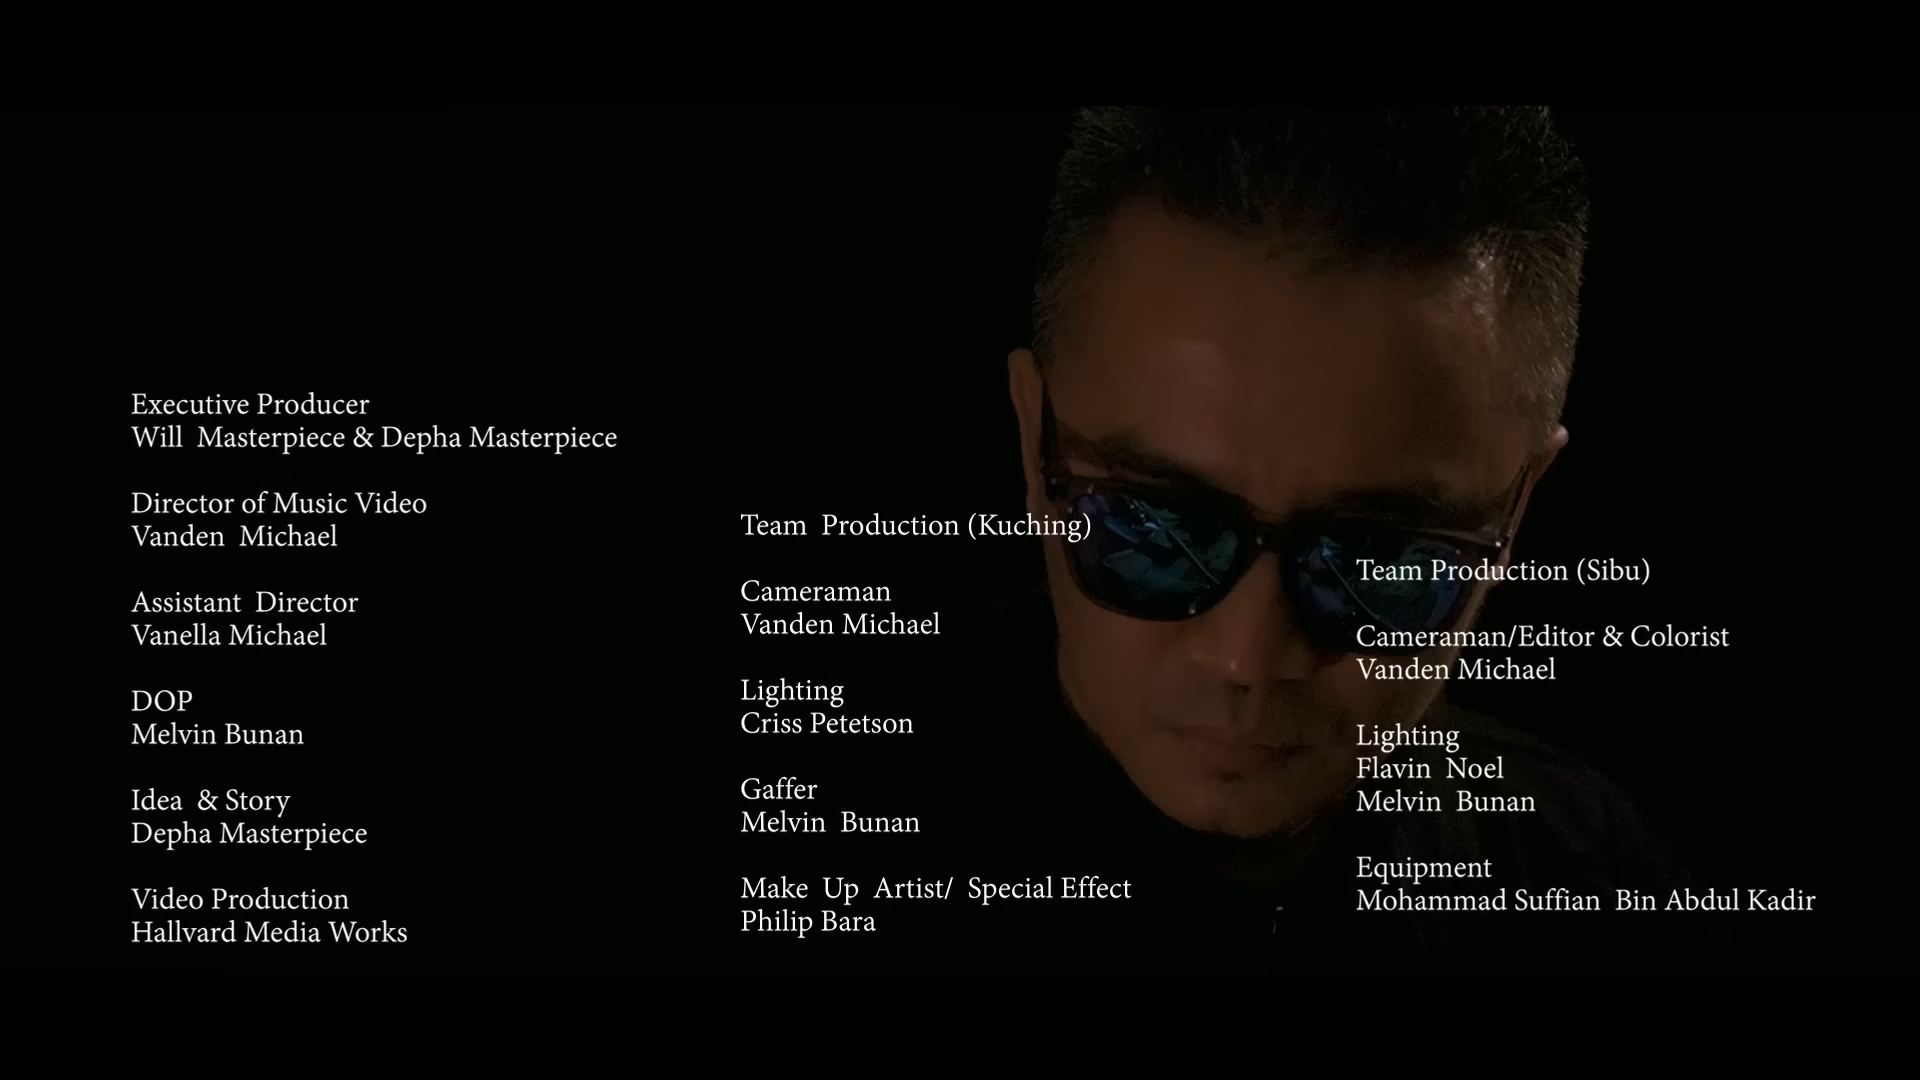 Executive Producer
Will Masterpiece & Depha Masterpiece
Director of Music Video
Vanden Michael
Assistant Director
Vanella Michael
DOP
Melvin Bunan
Idea & Story
Depha Masterpiece
Video Production
Hallvard Media Works
Team Production (Kuching)
Cameraman
Vanden Michael
Lighting
Criss Petetson
Gaffer
Melvin Bunan
Make Up Artist/ Special Effect
Philip Bara
Team Production (Sibu)
Cameraman/Editor & Colorist
Vanden Michael
Lighting
Flavin Noel
Melvin Bunan
Equipment
Mohammad Suffian Bin Abdul Kadir